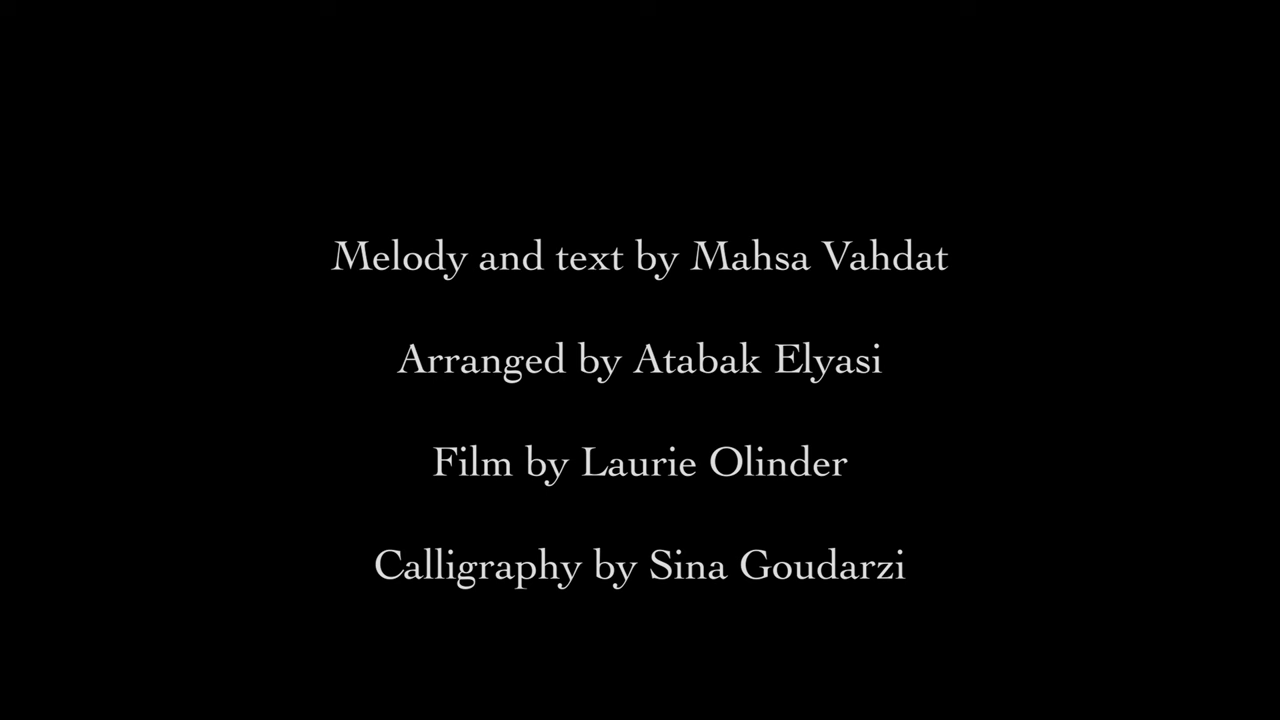 Melody and text by Mahsa Vahdat
Arranged by Atabak Elyasi
Film by Laurie Olinder
Calligraphy by Sina Goudarzi